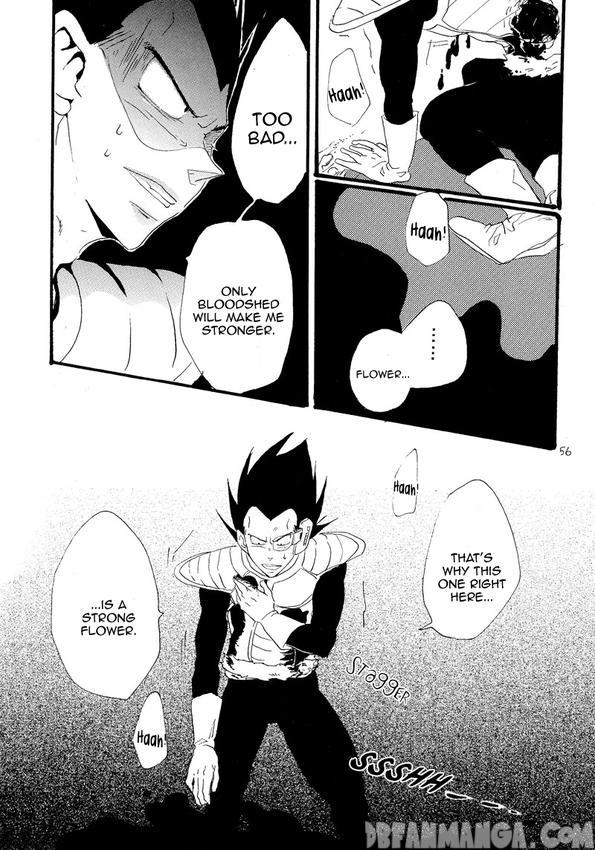 Haah!
Haah!
......
FLOWER...
TOO
BAD...
ONLY
BLOODSHED
WILL MAKE ME
STRONGER.
56
Haah!
THAT'S
WHY THIS
ONE RIGHT
HERE...
...IS A
STRONG
FLOWER.
STAggER
Haah!
SSSHH
DBFANMANGA.COM